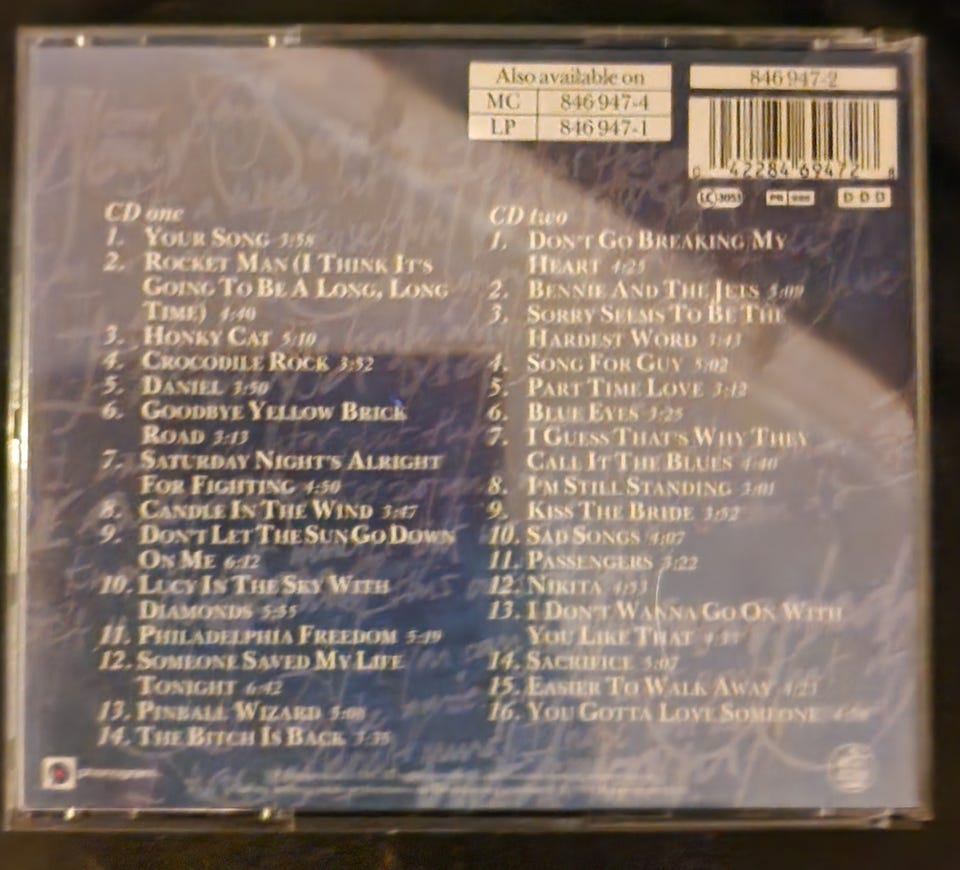 Also available on
MC 846 947-4
LP 846 947-1
846 947-2
0 42284 69472 8
LC 3053
DDD
CD one
1. YOUR SONG 3:58
2. ROCKET MAN (I THINK IT'S
GOING TO BE A LONG, LONG
TIME) 4:40
3. HONKY CAT 5:10
4. CROCODILE ROCK 3:52
5. DANIEL 3:50
6. GOODBYE YELLOW BRICK
ROAD 3:13
7. SATURDAY NIGHT'S ALRIGHT
FOR FIGHTING 4:50
8. CANDLE IN THE WIND 3:47
9. DON'T LET THE SUN GO DOWN
ON ME 6:12
10. LUCY IN THE SKY WITH
DIAMONDS 5:55
11. PHILADELPHIA FREEDOM 5:19
12. SOMEONE SAVED MY LIFE
TONIGHT 6:42
13. PINBALL WIZARD
14. THE BITCH IS BACK
CD two
1. DON'T GO BREAKING MY
HEART 4:25
2. BENNIE AND THE JETS
3. SORRY SEEMS TO BE THE
HARDEST WORD 3:43
4. SONG FOR GUY 5:02
5. PART TIME LOVE 3:12
6. BLUE EYES 3:25
7. I GUESS THAT'S WHY THEY
CALL IT THE BLUES 4:40
8. I'M STILL STANDING 3:01
9. KISS THE BRIDE 3:52
10. SAD SONGS 4:07
11. PASSENGERS 3:22
12. NIKITA 4:53
13. I DON'T WANNA GO ON WITH
YOU LIKE THAT
14. SACRIFICE 5:07
15. EASIER TO WALK AWAY 4:23
16. YOU GOTTA LOVE SOMEONE
phonogram